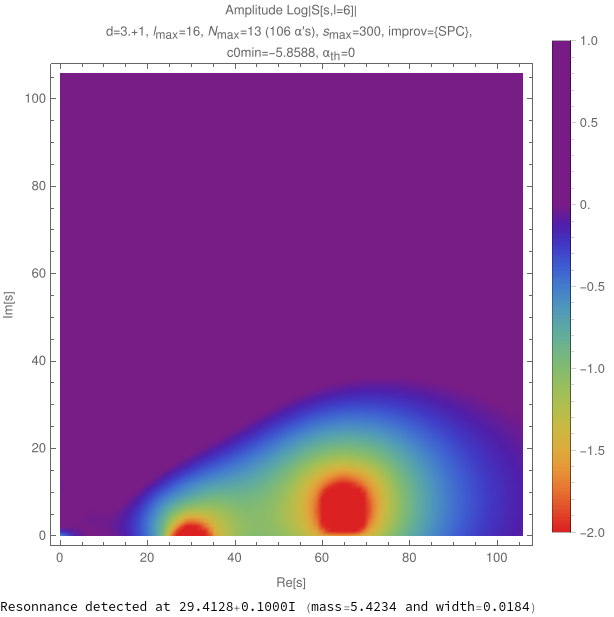 Amplitude Log|S[s,l=6]|
d=3.+1, lmax=16, Nmax=13 (106 α's), smax=300, improv={SPC},
c0min=−5.8588, αth=0
1.0
0.5
0.
−0.5
−1.0
−1.5
−2.0
100
80
60
40
20
0
Im[s]
0 20 40 60 80 100
Re[s]
Resonnance detected at 29.4128+0.1000I (mass=5.4234 and width=0.0184)